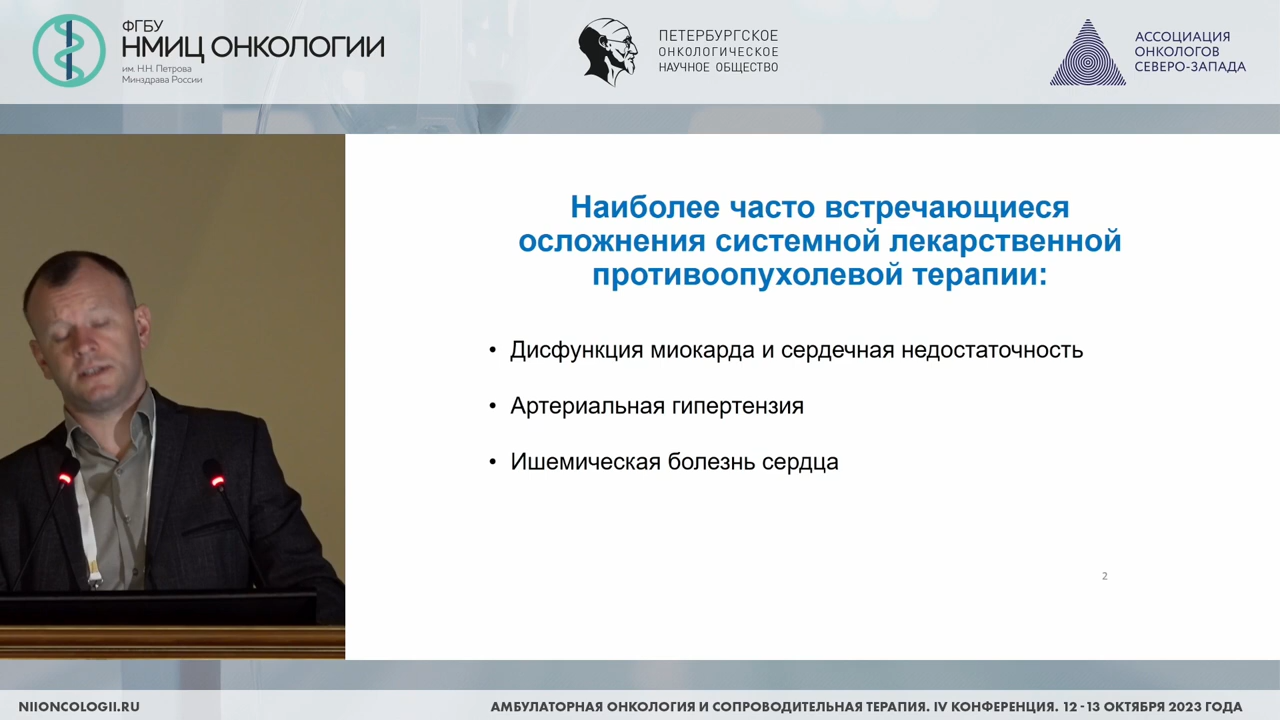 ФГБУ
НМИЦ ОНКОЛОГИИ
им. Н.Н. Петрова
Минздрава России
ПЕТЕРБУРГСКОЕ
ОНКОЛОГИЧЕСКОЕ
НАУЧНОЕ ОБЩЕСТВО
АССОЦИАЦИЯ
ОНКОЛОГОВ
СЕВЕРО-ЗАПАДА
Наиболее часто встречающиеся
осложнения системной лекарственной
противоопухолевой терапии:
• Дисфункция миокарда и сердечная недостаточность
• Артериальная гипертензия
• Ишемическая болезнь сердца
2
NIIONCOLOGII.RU
АМБУЛАТОРНАЯ ОНКОЛОГИЯ И СОПРОВОДИТЕЛЬНАЯ ТЕРАПИЯ. IV КОНФЕРЕНЦИЯ. 12 - 13 ОКТЯБРЯ 2023 ГОДА